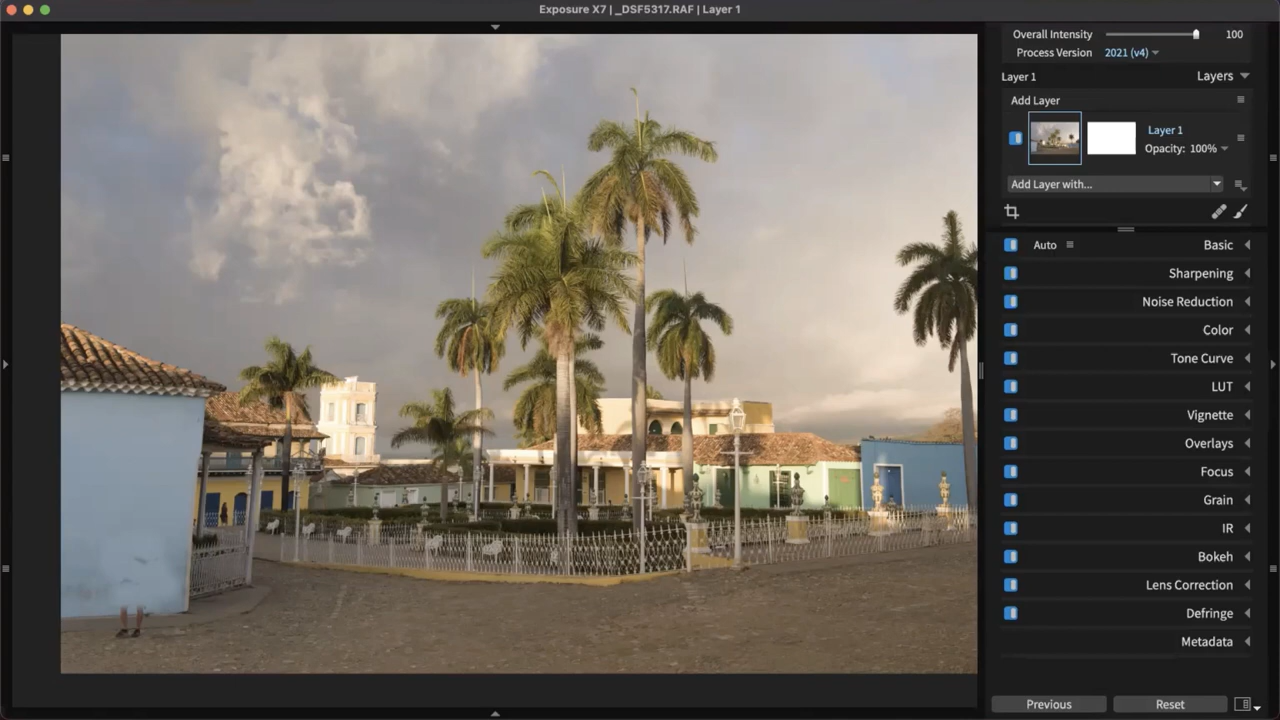 Exposure X7 | _DSF5317.RAF | Layer 1
Overall Intensity 100
Process Version 2021 (v4)
Layer 1 Layers
Add Layer
Layer 1
Opacity: 100%
Add Layer with...
Auto Basic
Sharpening
Noise Reduction
Color
Tone Curve
LUT
Vignette
Overlays
Focus
Grain
IR
Bokeh
Lens Correction
Defringe
Metadata
Previous Reset